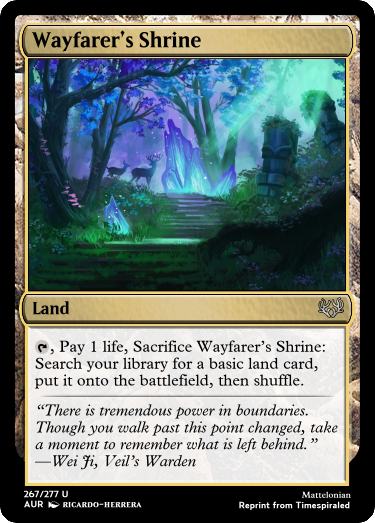 Wayfarer's Shrine
Land
, Pay 1 life, Sacrifice Wayfarer's Shrine:
Search your library for a basic land card,
put it onto the battlefield, then shuffle.
“There is tremendous power in boundaries.
Though you walk past this point changed, take
a moment to remember what is left behind.”
—Wei Ji, Veil's Warden
267/277 U
Mattelonian
AUR RICARDO-HERRERA
Reprint from Timespiraled